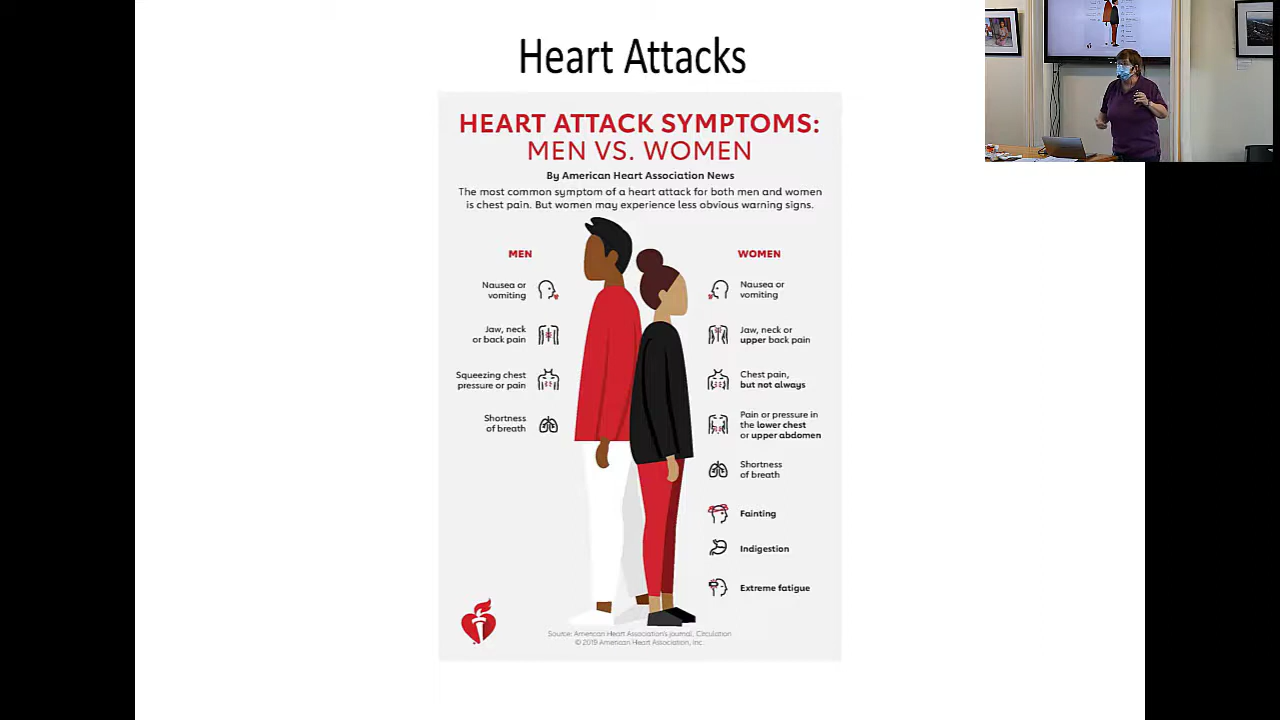 Heart Attacks
HEART ATTACK SYMPTOMS:
MEN VS. WOMEN
By American Heart Association News
The most common symptom of a heart attack for both men and women
is chest pain. But women may experience less obvious warning signs.
MEN
Nausea or
vomiting
Jaw, neck
or back pain
Squeezing chest
pressure or pain
Shortness
of breath
WOMEN
Nausea or
vomiting
Jaw, neck or
upper back pain
Chest pain,
but not always
Pain or pressure in
the lower chest
or upper abdomen
Shortness
of breath
Fainting
Indigestion
Extreme fatigue
Source: American Heart Association's journal, Circulation
© 2019 American Heart Association, Inc.